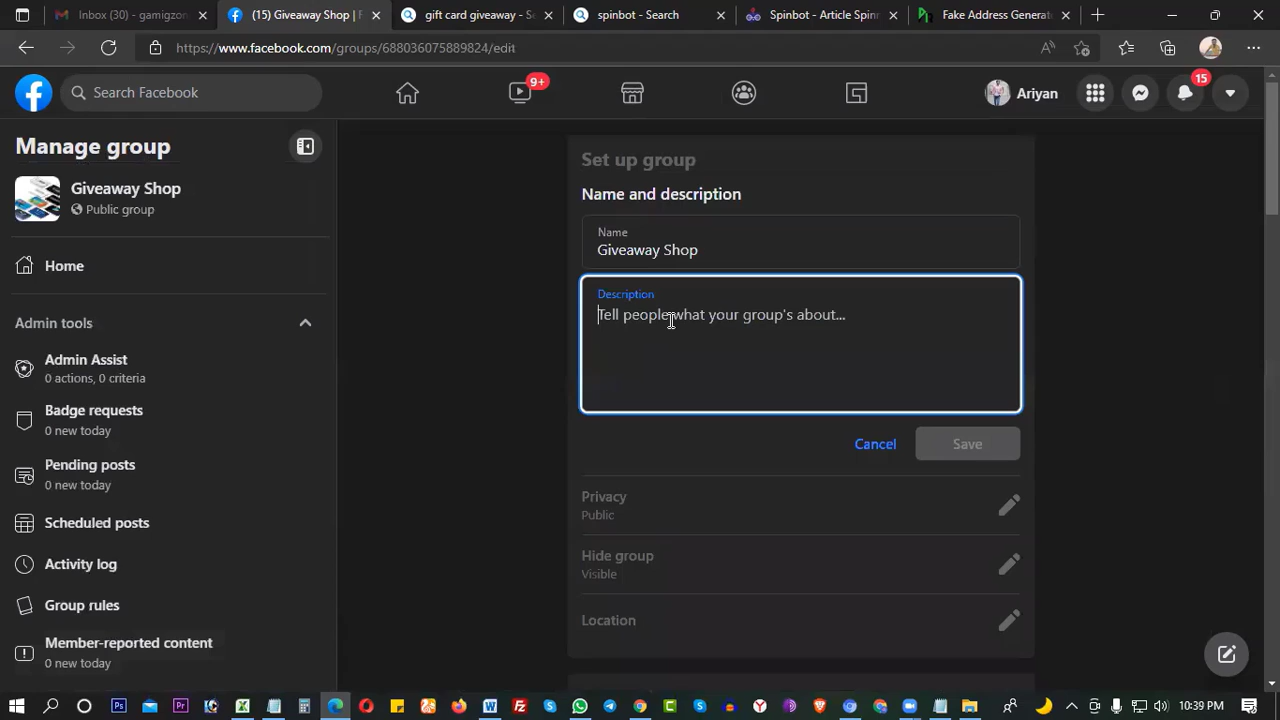 Inbox (31) - gamigzon
(15) Giveaway Shop | F
gift card giveaway - Se
spinbot - Search
Spinbot - Article Spinn
Fake Address Generat
https://www.facebook.com/groups/688036075889824/edit
Search Facebook
9+
Ariyan
15
Manage group
Giveaway Shop
Public group
Home
Admin tools
Admin Assist
0 actions, 0 criteria
Badge requests
0 new today
Pending posts
0 new today
Scheduled posts
Activity log
Group rules
Member-reported content
0 new today
Set up group
Name and description
Name
Giveaway Shop
Description
Tell people what your group's about...
Cancel
Save
Privacy
Public
Hide group
Visible
Location
10:39 PM